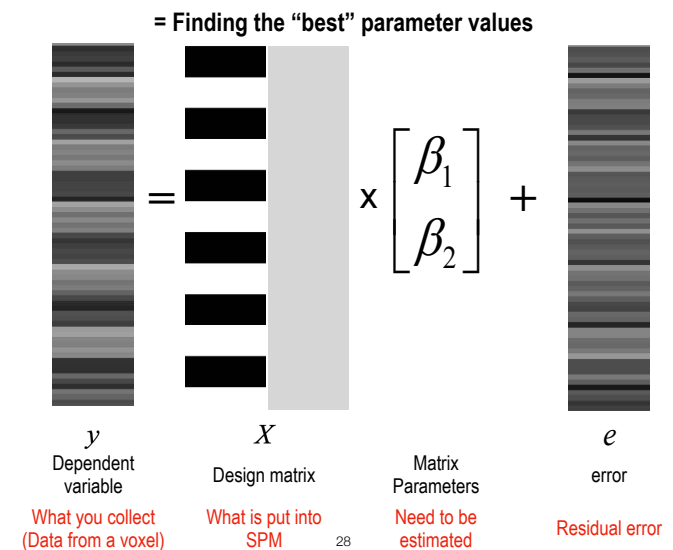 = Finding the “best” parameter values
=
x
β1
β2
+
y
X
e
Dependent
variable
Design matrix
Matrix
Parameters
error
What you collect
(Data from a voxel)
What is put into
SPM
Need to be
estimated
Residual error
28